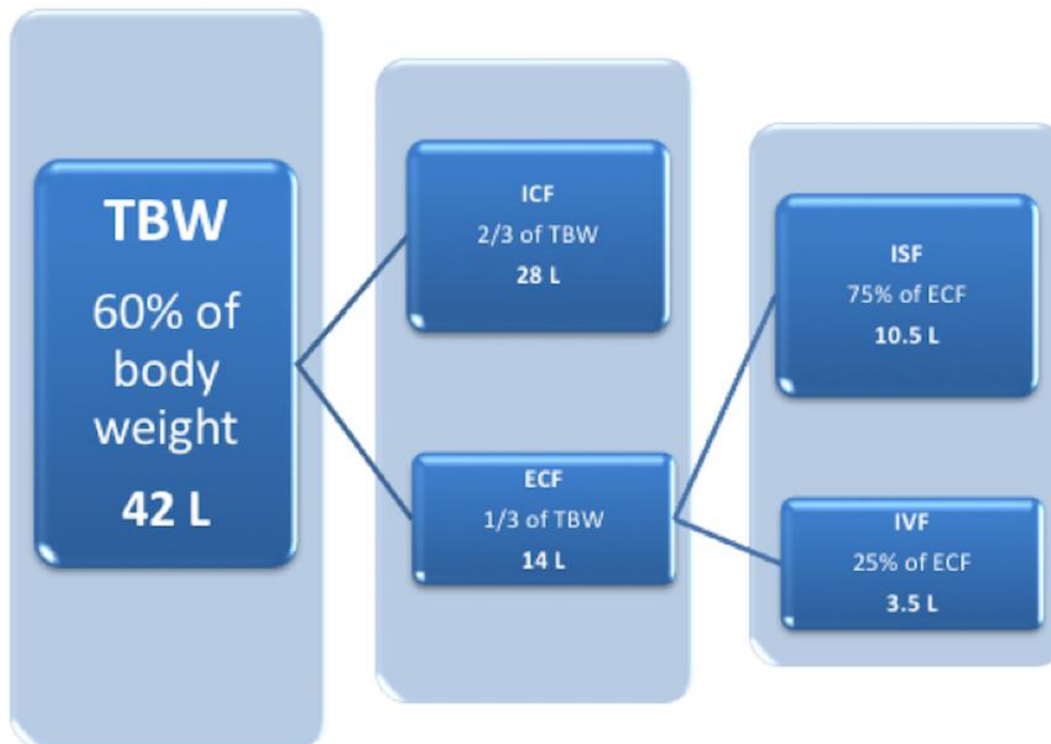 TBW
60% of
body
weight
42 L
ICF
2/3 of TBW
28 L
ECF
1/3 of TBW
14 L
ISF
75% of ECF
10.5 L
IVF
25% of ECF
3.5 L